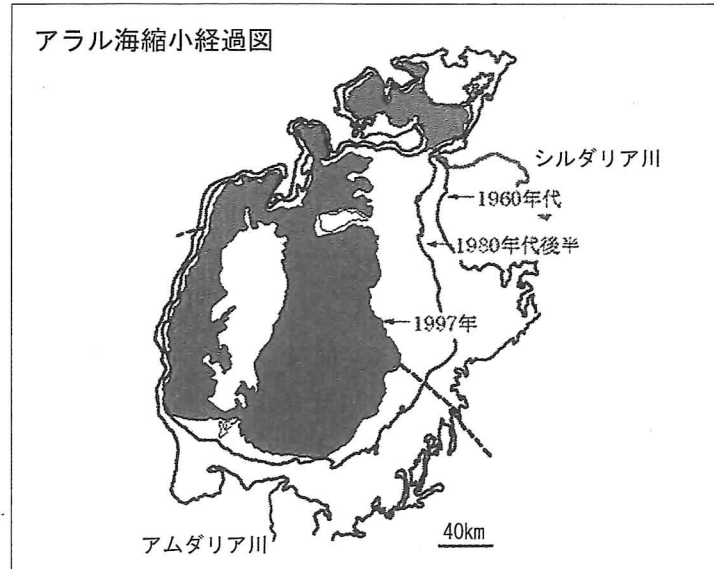 アラル海縮小経過図
シルダリア川
1960年代
1980年代後半
1997年
アムダリア川
40km